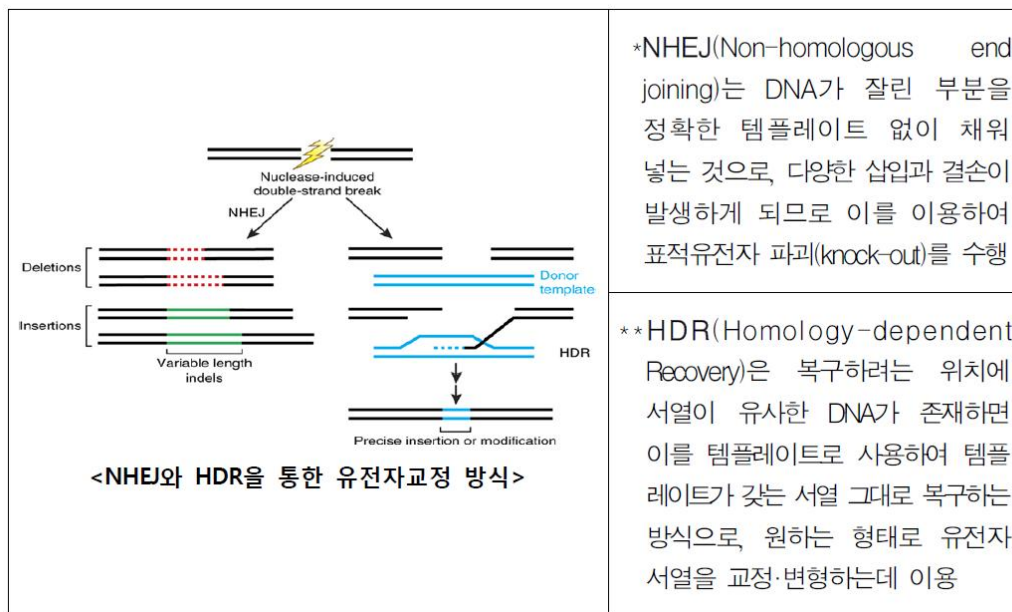 Nuclease-induced
double-strand break
NHEJ
Deletions
Donor
template
Insertions
HDR
Variable length
indels
Precise insertion or modification
<NHEJ와 HDR을 통한 유전자교정 방식>
*NHEJ(Non-homologous end
joining)는 DNA가 잘린 부분을
정확한 템플레이트 없이 채워
넣는 것으로, 다양한 삽입과 결손이
발생하게 되므로 이를 이용하여
표적유전자 파괴(knock-out)를 수행
**HDR(Homology-dependent
Recovery)은 복구하려는 위치에
서열이 유사한 DNA가 존재하면
이를 템플레이트로 사용하여 템플
레이트가 갖는 서열 그대로 복구하는
방식으로, 원하는 형태로 유전자
서열을 교정·변형하는데 이용